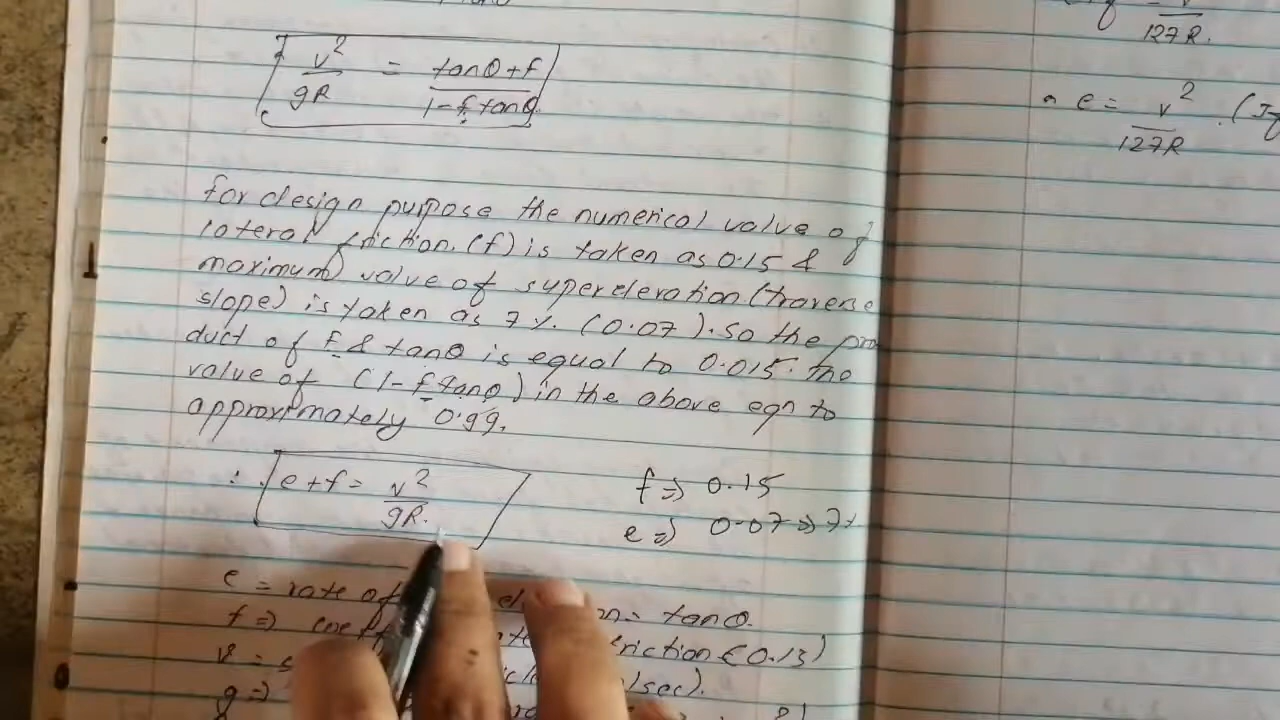 v²/gR = tanθ+f/1-f tanθ
for design purpose the numerical value of
lateral friction (f) is taken as 0.15 &
maximum value of superelevation (traverse
slope) is taken as 7%. (0.07). so the pro
duct of f & tanθ is equal to 0.015. the
value of (1-f tanθ) in the above eqn to
approximately 0.99.
∴ e+f = v²/gR.
f => 0.15
e => 0.07 => 7%
e = rate of = tanθ.
f => friction (0.15)
v = /sec).
g =>
127R.
e = v²/127R